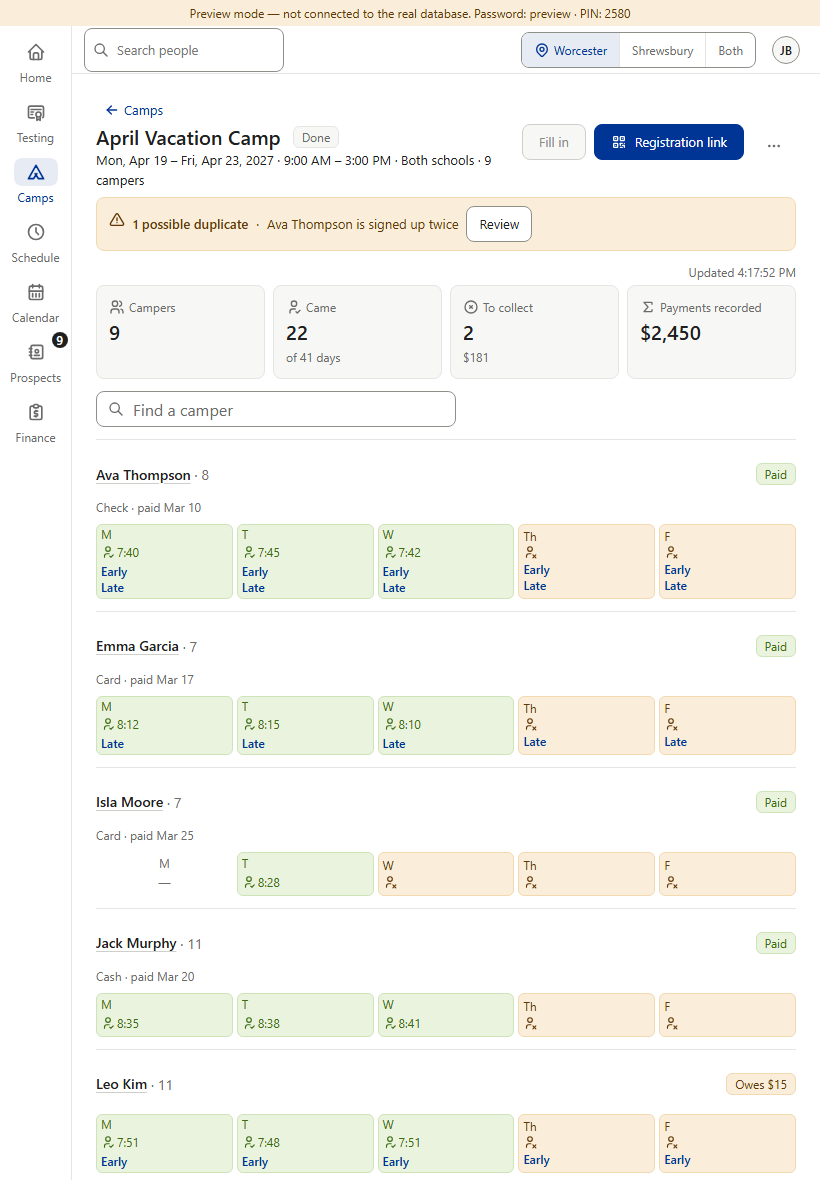 Preview mode — not connected to the real database. Password: preview · PIN: 2580
Search people
Worcester
Shrewsbury
Both
JB
Home
Testing
Camps
Schedule
Calendar
9
Prospects
Finance
Camps
April Vacation Camp
Done
Fill in
Registration link
...
Mon, Apr 19 – Fri, Apr 23, 2027 · 9:00 AM – 3:00 PM · Both schools · 9
campers
1 possible duplicate · Ava Thompson is signed up twice
Review
Updated 4:17:52 PM
Campers
9
Came
22
of 41 days
To collect
2
$181
Payments recorded
$2,450
Find a camper
Ava Thompson · 8
Paid
Check · paid Mar 10
M
7:40
Early
Late
T
7:45
Early
Late
W
7:42
Early
Late
Th
Early
Late
F
Early
Late
Emma Garcia · 7
Paid
Card · paid Mar 17
M
8:12
Late
T
8:15
Late
W
8:10
Late
Th
Late
F
Late
Isla Moore · 7
Paid
Card · paid Mar 25
M
—
T
8:28
W
Th
F
Jack Murphy · 11
Paid
Cash · paid Mar 20
M
8:35
T
8:38
W
8:41
Th
F
Leo Kim · 11
Owes $15
M
7:51
Early
T
7:48
Early
W
7:51
Early
Th
Early
F
Early